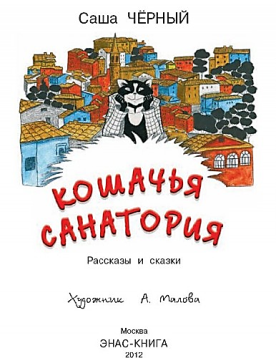 Саша ЧЁРНЫЙ
КОШАЧЬЯ
САНАТОРИЯ
Рассказы и сказки
Художник А. Малова
Москва
ЭНАС-КНИГА
2012